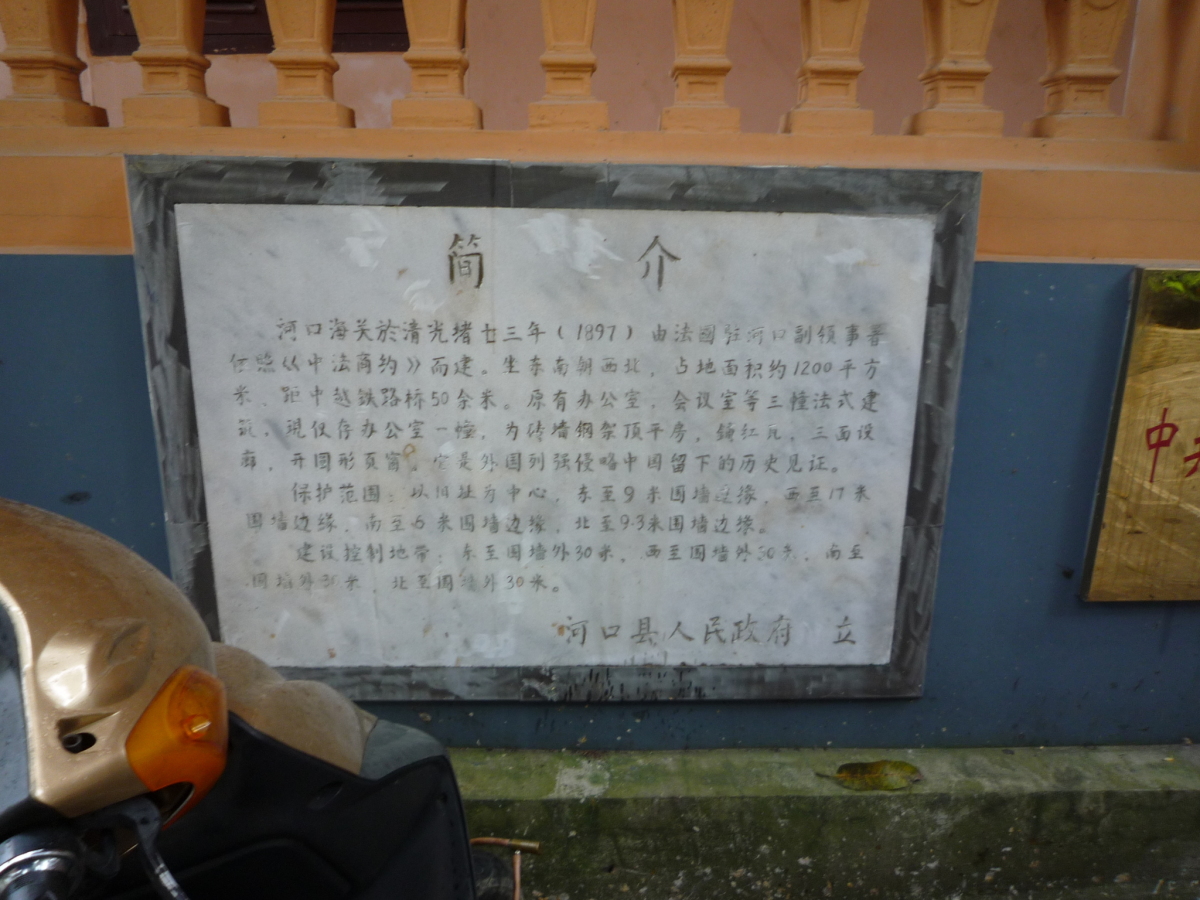 简 介
河口海关於清光绪廿三年（1897）由法国驻河口副领事署
任照《中法商约》而建。坐东南朝西北，占地面积约1200平方
米，距中越铁路桥50余米。原有办公室，会议室等三幢法式建
筑，现仅存办公室一幢，为砖墙钢架顶平房，红瓦，三面设
廊，开圆形页窗。它是外国列强侵略中国留下的历史见证。
保护范围：以旧址为中心，东至9米围墙边缘，西至17米
围墙边缘，南至6米围墙边缘，北至9.3米围墙边缘。
建设控制地带：东至围墙外30米，西至围墙外30米，南至
围墙外30米，北至围墙外30米。
河口县人民政府 立
中